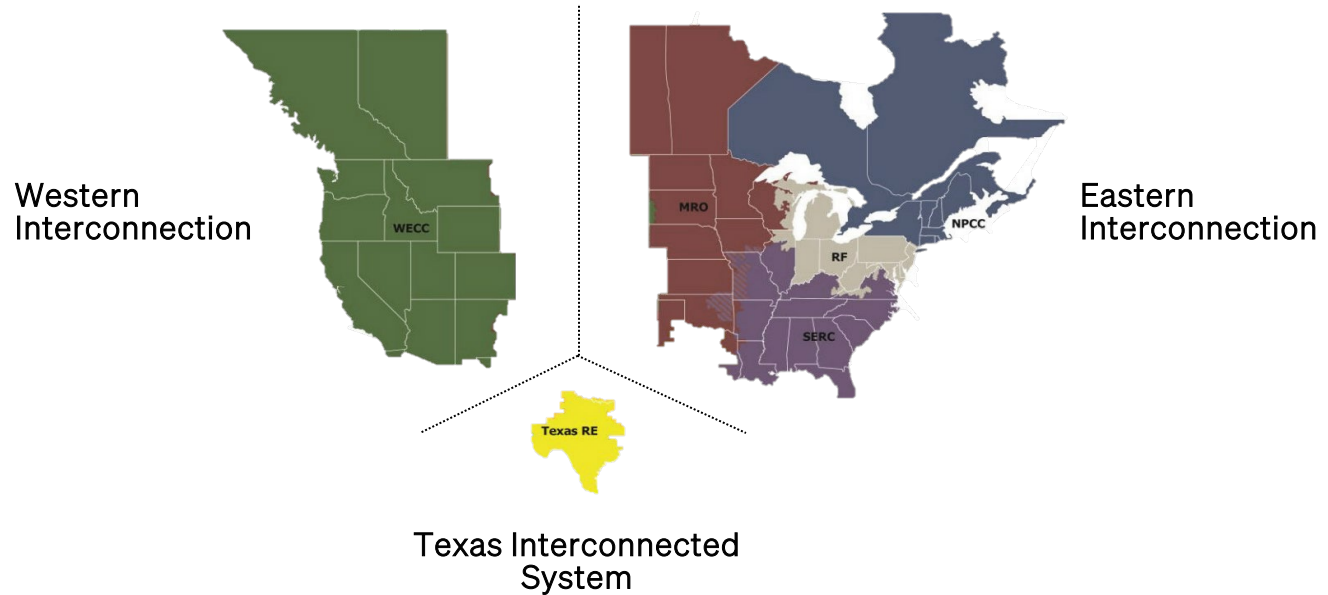 Western
Interconnection
WECC
MRO
NPCC
RF
SERC
Eastern
Interconnection
Texas RE
Texas Interconnected
System